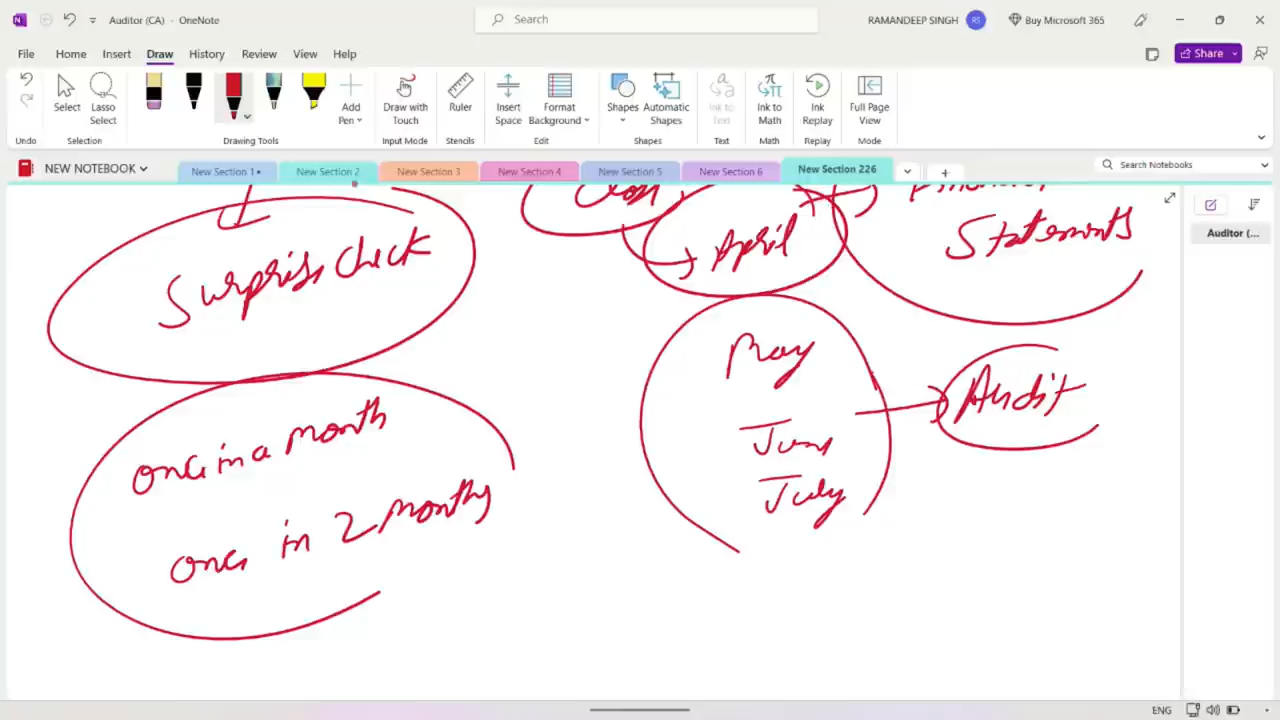 Auditor (CA) - OneNote
Search
RAMANDEEP SINGH RS
Buy Microsoft 365
File Home Insert Draw History Review View Help
Share
Select Lasso Select Add Pen Draw with Touch Ruler Insert Space Format Background Shapes Automatic Shapes Ink to Text Ink to Math Ink Replay Full Page View
Undo Selection Drawing Tools Input Mode Stencils Edit Shapes Text Math Replay Mode
NEW NOTEBOOK New Section 1 New Section 2 New Section 3 New Section 4 New Section 5 New Section 6 New Section 226 + Search Notebooks
Auditor (...
Statements
April
Surprise check
May
Audit
June
July
once in a month
once in 2 months
ENG